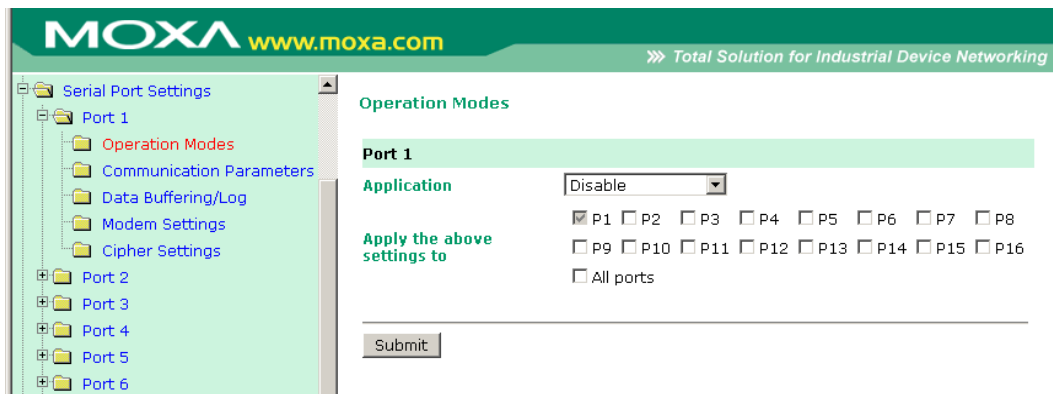 MOXA www.moxa.com
Total Solution for Industrial Device Networking
Serial Port Settings
Port 1
Operation Modes
Communication Parameters
Data Buffering/Log
Modem Settings
Cipher Settings
Port 2
Port 3
Port 4
Port 5
Port 6
Operation Modes
Port 1
Application Disable
Apply the above settings to
P1 P2 P3 P4 P5 P6 P7 P8
P9 P10 P11 P12 P13 P14 P15 P16
All ports
Submit